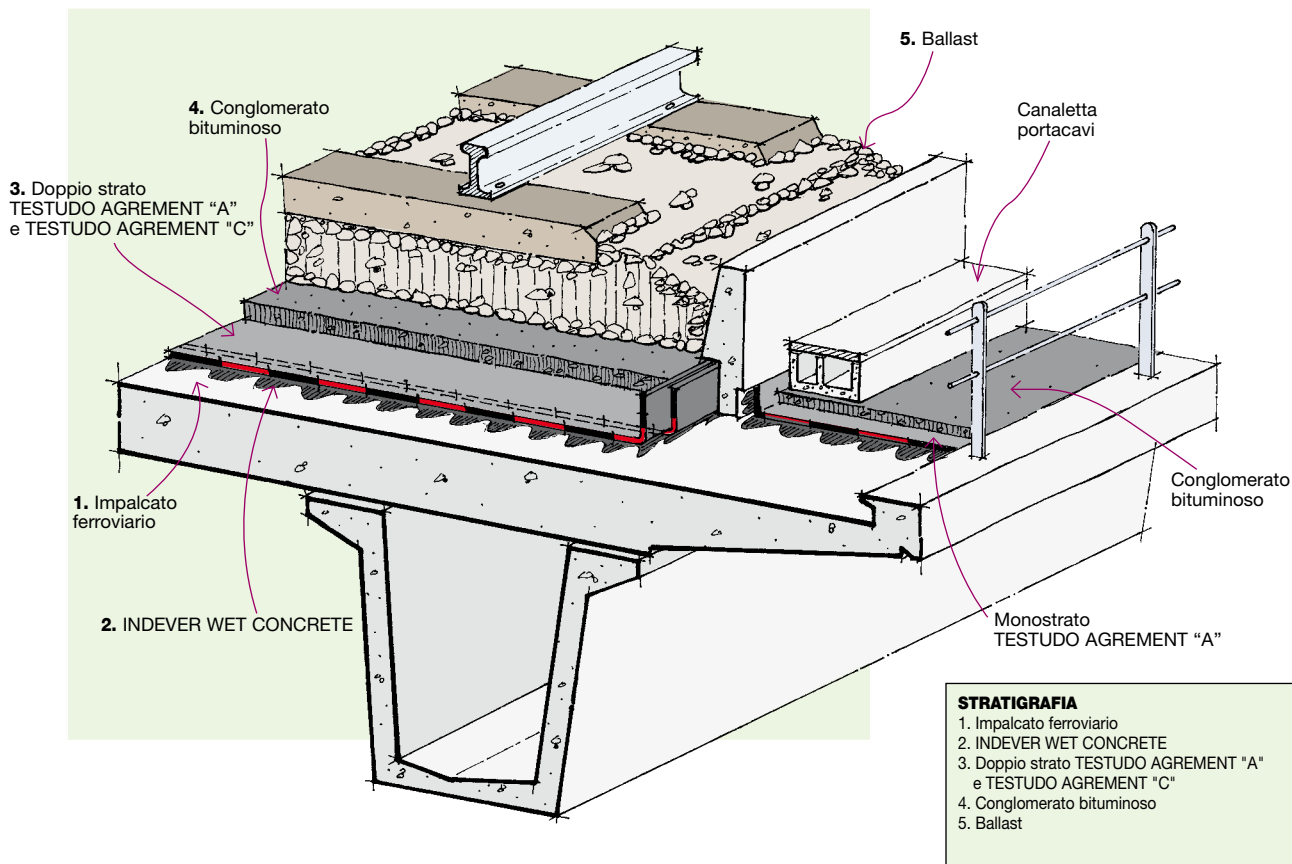 5. Ballast
4. Conglomerato
bituminoso
Canaletta
portacavi
3. Doppio strato
TESTUDO AGREMENT “A”
e TESTUDO AGREMENT "C"
1. Impalcato
ferroviario
Conglomerato
bituminoso
2. INDEVER WET CONCRETE
Monostrato
TESTUDO AGREMENT “A”
STRATIGRAFIA
1. Impalcato ferroviario
2. INDEVER WET CONCRETE
3. Doppio strato TESTUDO AGREMENT "A"
e TESTUDO AGREMENT "C"
4. Conglomerato bituminoso
5. Ballast